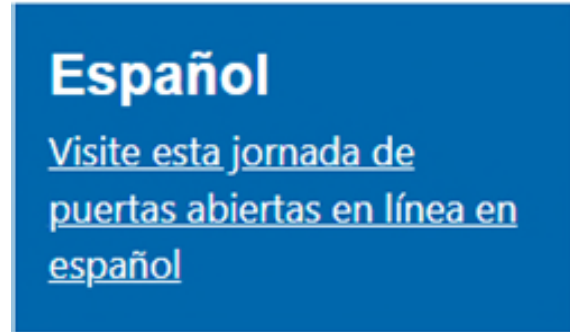 Español
Visite esta jornada de
puertas abiertas en línea en
español